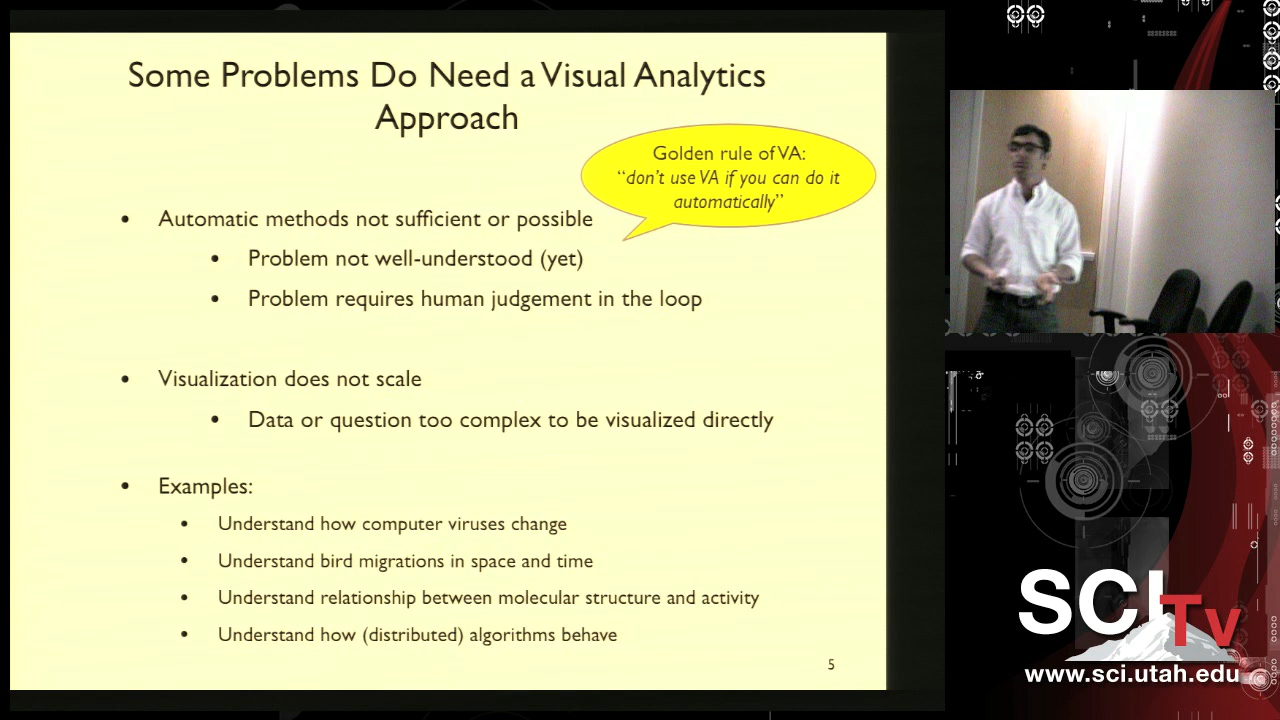 Some Problems Do Need a Visual Analytics
Approach
Golden rule of VA:
“don't use VA if you can do it
automatically”
• Automatic methods not sufficient or possible
• Problem not well-understood (yet)
• Problem requires human judgement in the loop
• Visualization does not scale
• Data or question too complex to be visualized directly
• Examples:
• Understand how computer viruses change
• Understand bird migrations in space and time
• Understand relationship between molecular structure and activity
• Understand how (distributed) algorithms behave
5
SCI
Tv
www.sci.utah.edu